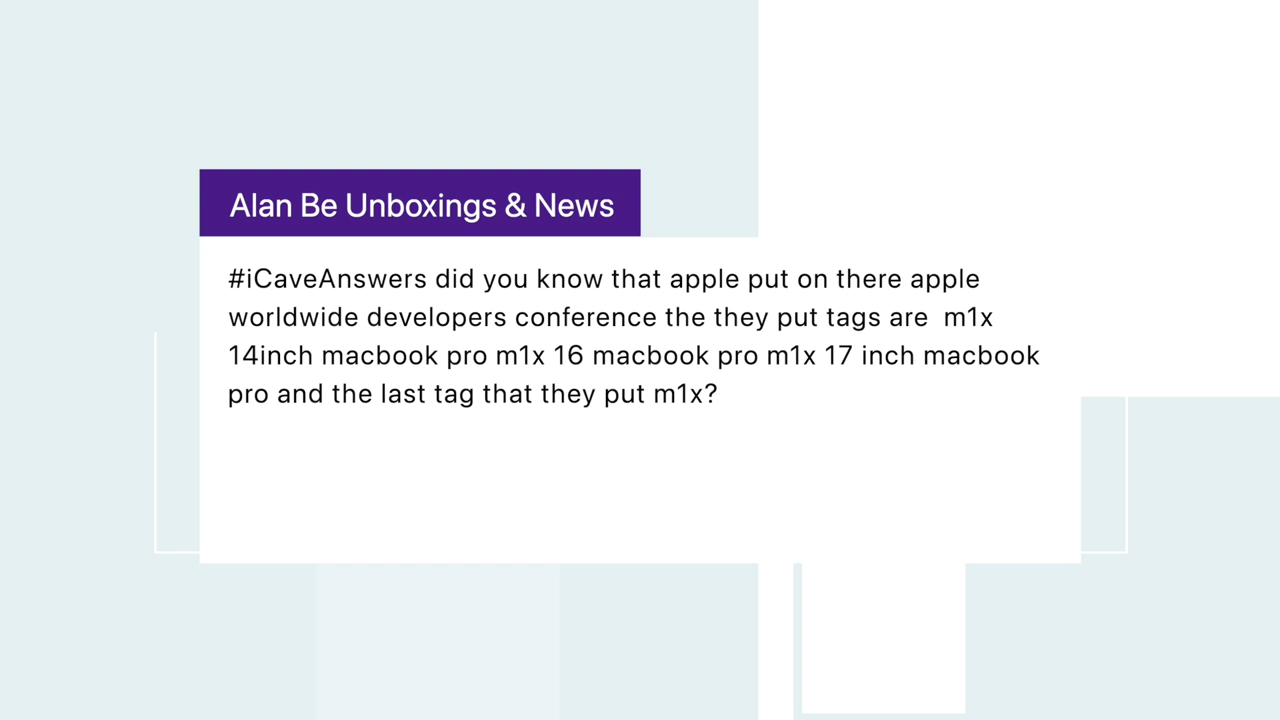 Alan Be Unboxings & News
#iCaveAnswers did you know that apple put on there apple
worldwide developers conference the they put tags are  m1x
14inch macbook pro m1x 16 macbook pro m1x 17 inch macbook
pro and the last tag that they put m1x?